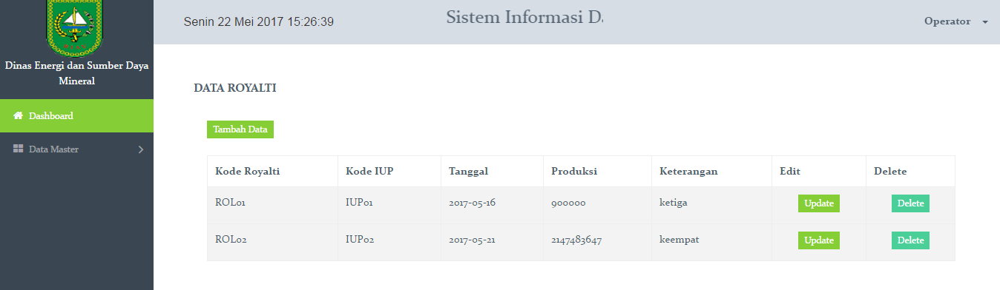 Senin 22 Mei 2017 15:26:39
Sistem Informasi Da
Operator
RIAU
Dinas Energi dan Sumber Daya
Mineral
Dashboard
Data Master
DATA ROYALTI
Tambah Data
Kode Royalti Kode IUP Tanggal Produksi Keterangan Edit Delete
ROL01 IUP01 2017-05-16 900000 ketiga Update Delete
ROL02 IUP02 2017-05-21 2147483647 keempat Update Delete